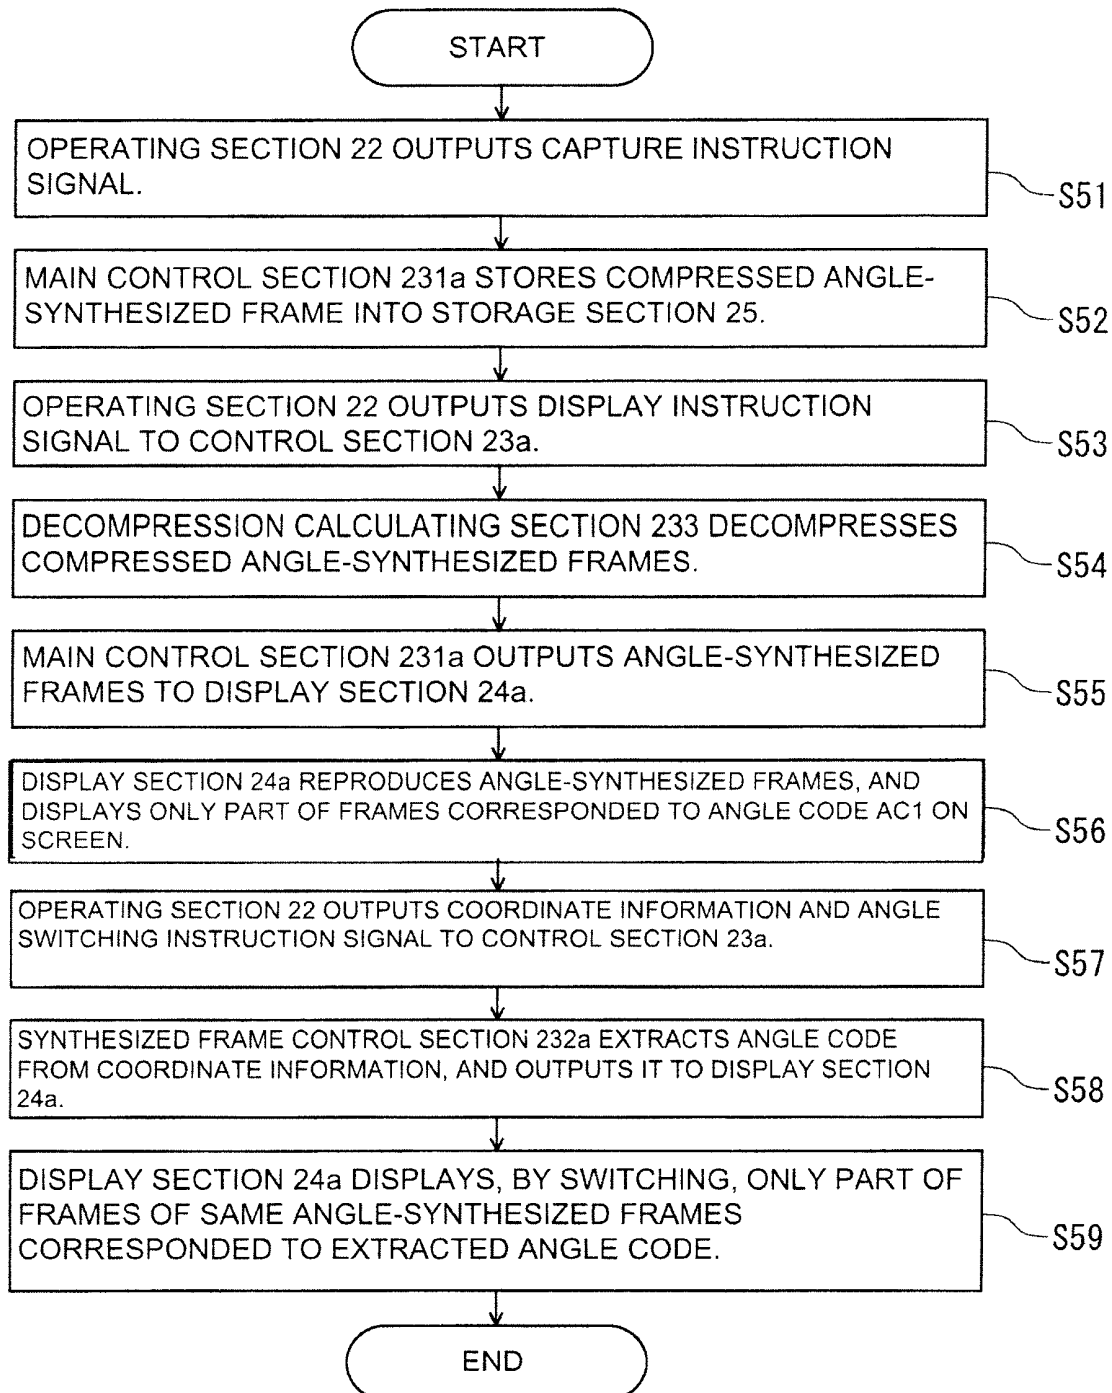 START
OPERATING SECTION 22 OUTPUTS CAPTURE INSTRUCTION
SIGNAL.
S51
MAIN CONTROL SECTION 231a STORES COMPRESSED ANGLE-
SYNTHESIZED FRAME INTO STORAGE SECTION 25.
S52
OPERATING SECTION 22 OUTPUTS DISPLAY INSTRUCTION
SIGNAL TO CONTROL SECTION 23a.
S53
DECOMPRESSION CALCULATING SECTION 233 DECOMPRESSES
COMPRESSED ANGLE-SYNTHESIZED FRAMES.
S54
MAIN CONTROL SECTION 231a OUTPUTS ANGLE-SYNTHESIZED
FRAMES TO DISPLAY SECTION 24a.
S55
DISPLAY SECTION 24a REPRODUCES ANGLE-SYNTHESIZED FRAMES, AND
DISPLAYS ONLY PART OF FRAMES CORRESPONDED TO ANGLE CODE AC1 ON
SCREEN.
S56
OPERATING SECTION 22 OUTPUTS COORDINATE INFORMATION AND ANGLE
SWITCHING INSTRUCTION SIGNAL TO CONTROL SECTION 23a.
S57
SYNTHESIZED FRAME CONTROL SECTION 232a EXTRACTS ANGLE CODE
FROM COORDINATE INFORMATION, AND OUTPUTS IT TO DISPLAY SECTION
24a.
S58
DISPLAY SECTION 24a DISPLAYS, BY SWITCHING, ONLY PART OF
FRAMES OF SAME ANGLE-SYNTHESIZED FRAMES
CORRESPONDED TO EXTRACTED ANGLE CODE.
S59
END